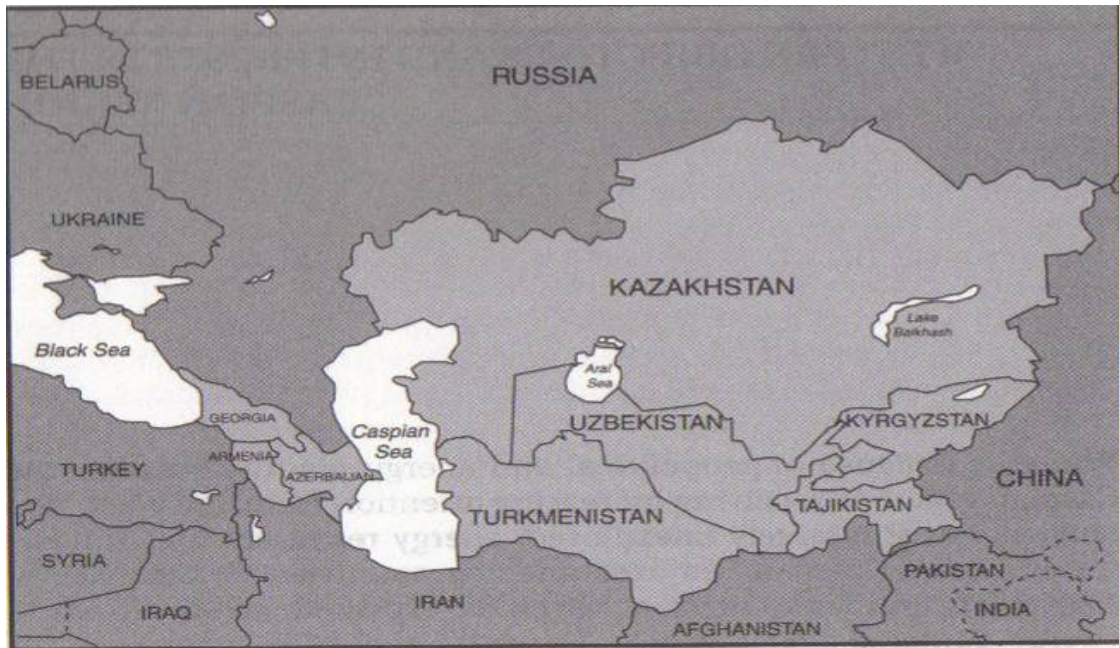 RUSSIA
BELARUS
UKRAINE
KAZAKHSTAN
Lake
Balkhash
Black Sea
Aral
Sea
GEORGIA
UZBEKISTAN
KYRGYZSTAN
Caspian
Sea
ARMENIA
AZERBAIJAN
TURKEY
CHINA
TURKMENISTAN
TAJIKISTAN
SYRIA
PAKISTAN
IRAQ
IRAN
INDIA
AFGHANISTAN